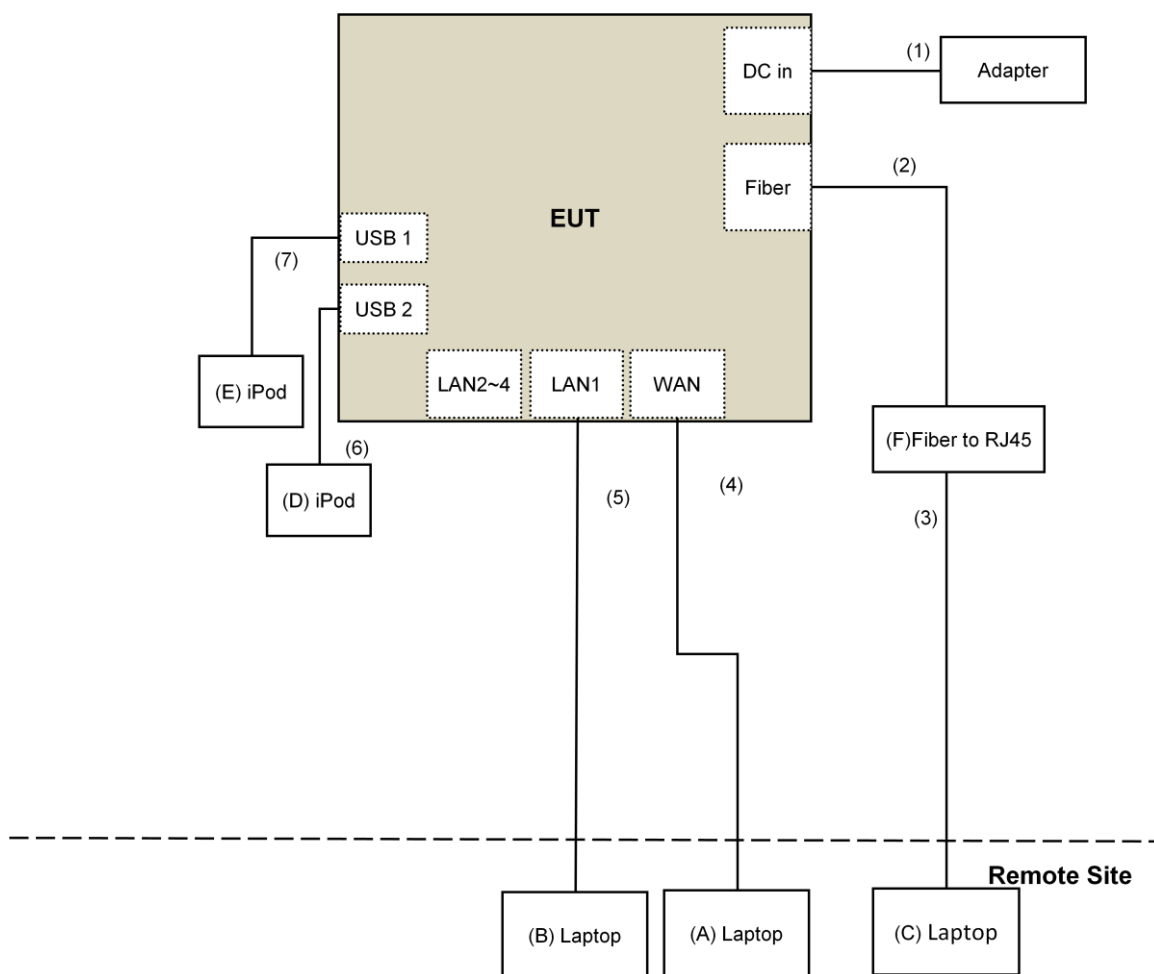 DC in
(1)
Adapter
Fiber
(2)
EUT
USB 1
(7)
USB 2
(E) iPod
LAN2~4
LAN1
WAN
(F)Fiber to RJ45
(6)
(D) iPod
(5)
(4)
(3)
Remote Site
(B) Laptop
(A) Laptop
(C) Laptop